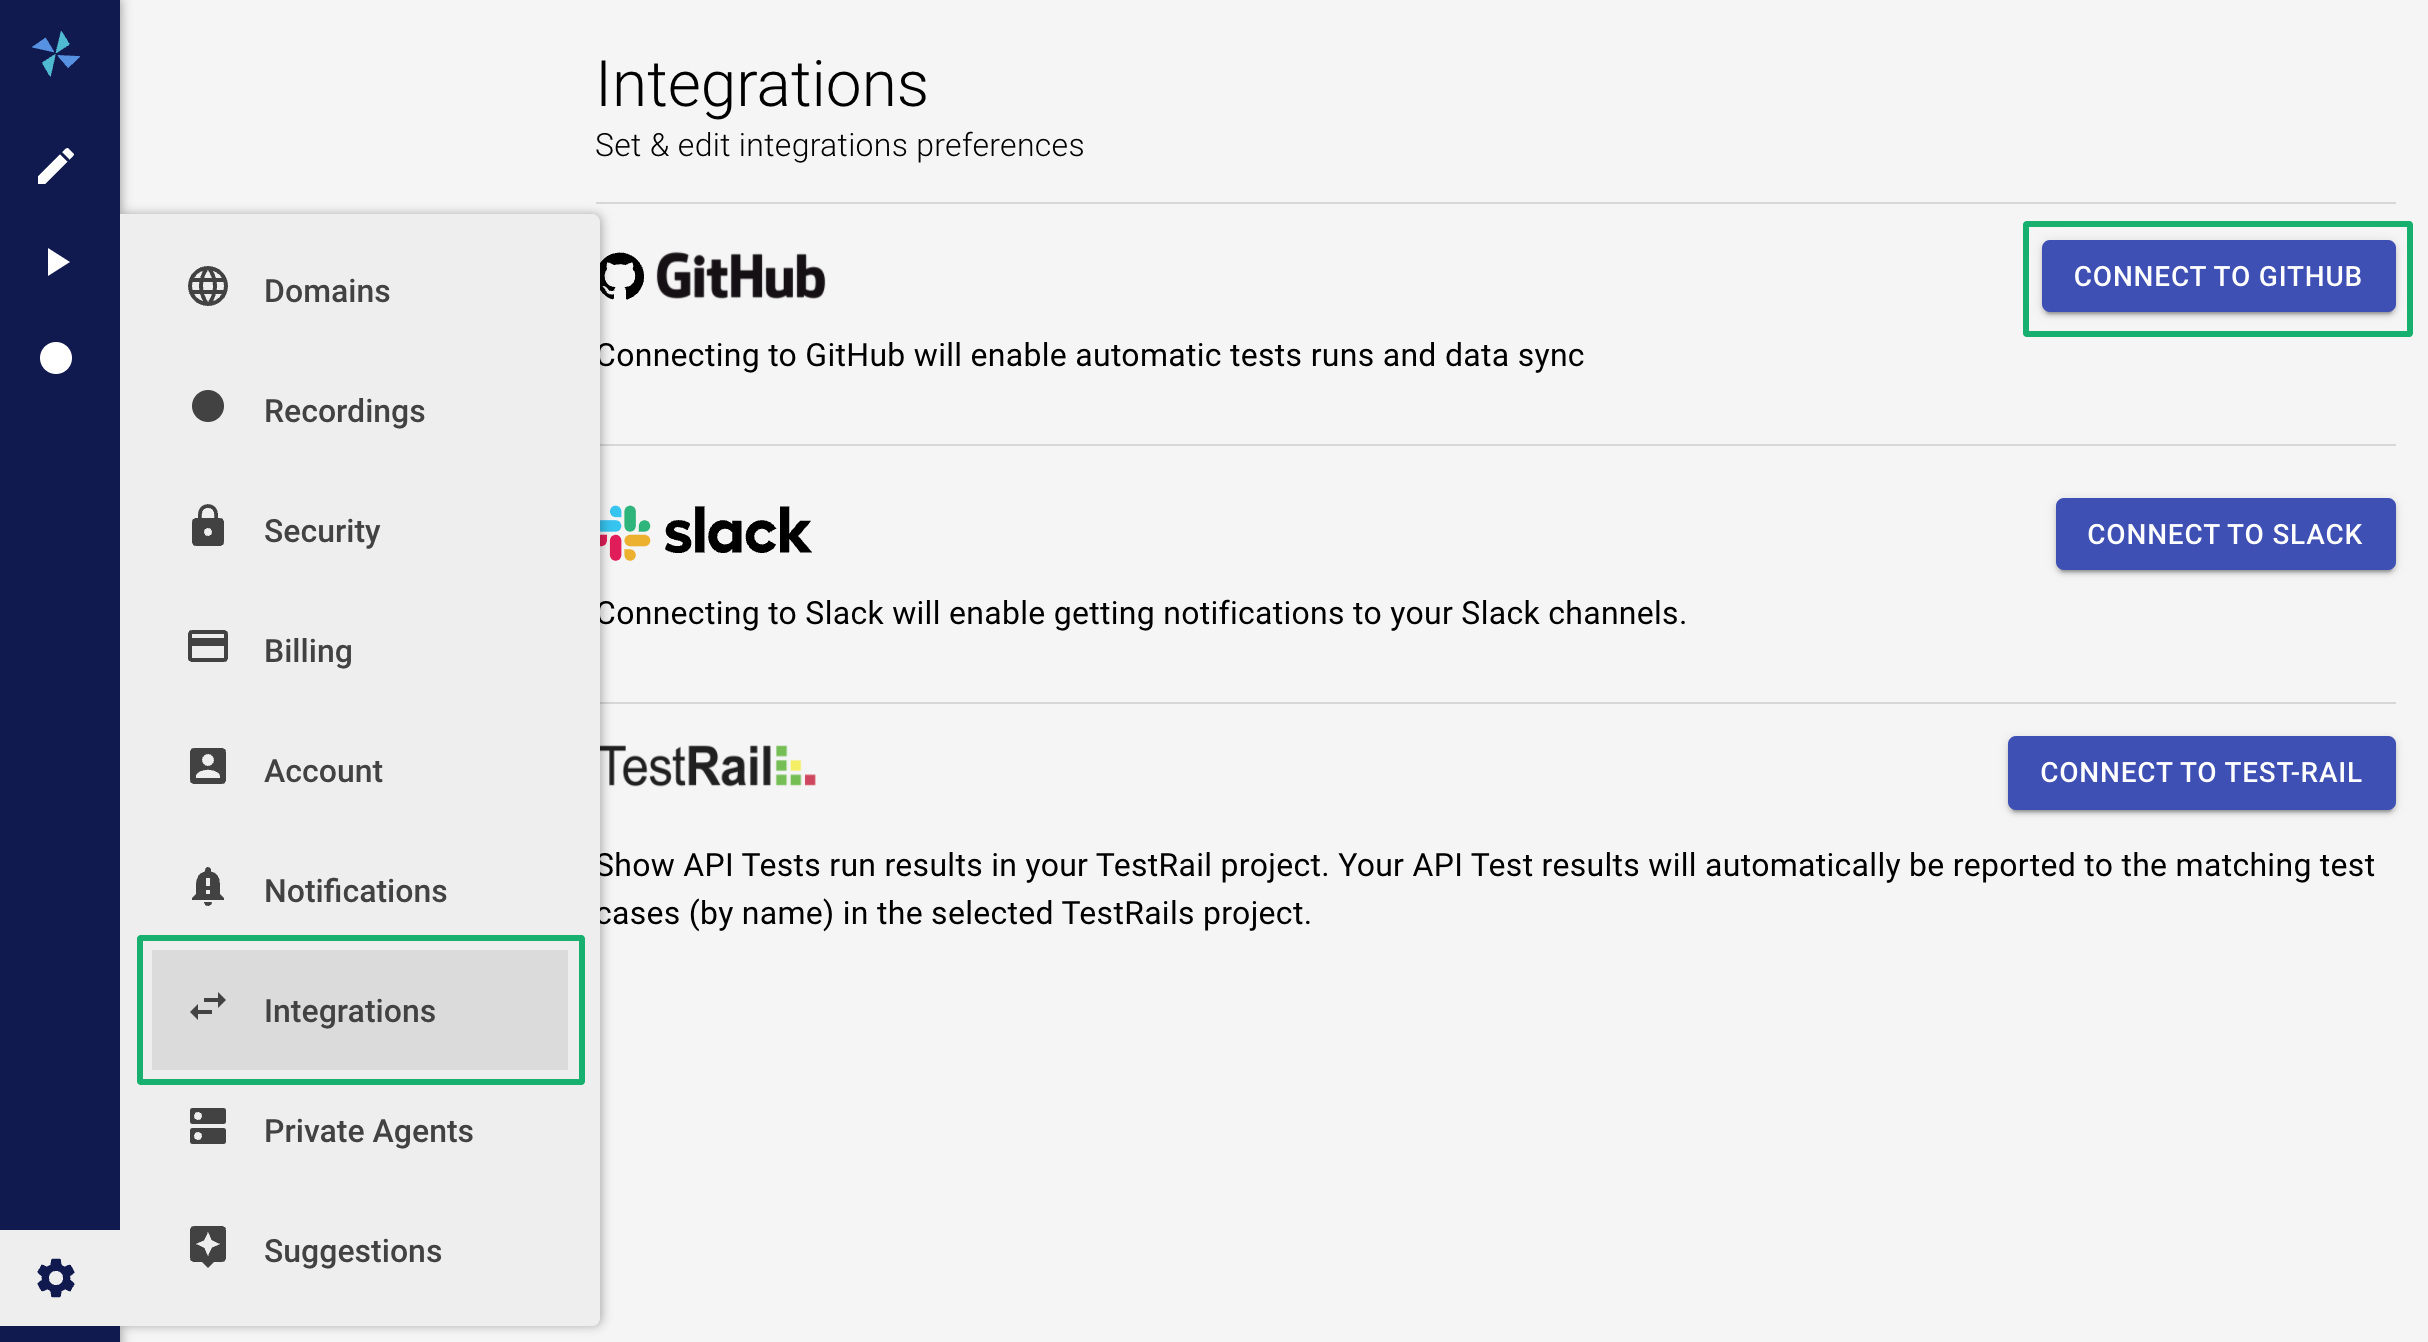 Integrations
Set & edit integrations preferences
Domains
Recordings
Security
Billing
Account
Notifications
Integrations
Private Agents
Suggestions
GitHub
CONNECT TO GITHUB
Connecting to GitHub will enable automatic tests runs and data sync
slack
CONNECT TO SLACK
Connecting to Slack will enable getting notifications to your Slack channels.
TestRail
CONNECT TO TEST-RAIL
Show API Tests run results in your TestRail project. Your API Test results will automatically be reported to the matching test
cases (by name) in the selected TestRails project.